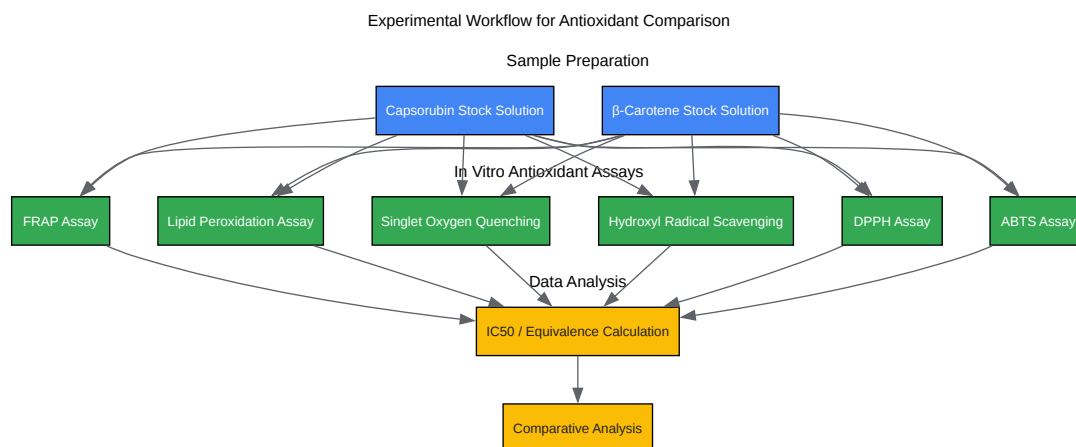 Experimental Workflow for Antioxidant Comparison
Sample Preparation
Capsorubin Stock Solution
β-Carotene Stock Solution
In Vitro Antioxidant Assays
FRAP Assay
Lipid Peroxidation Assay
Singlet Oxygen Quenching
Hydroxyl Radical Scavenging
DPPH Assay
ABTS Assay
Data Analysis
IC50 / Equivalence Calculation
Comparative Analysis